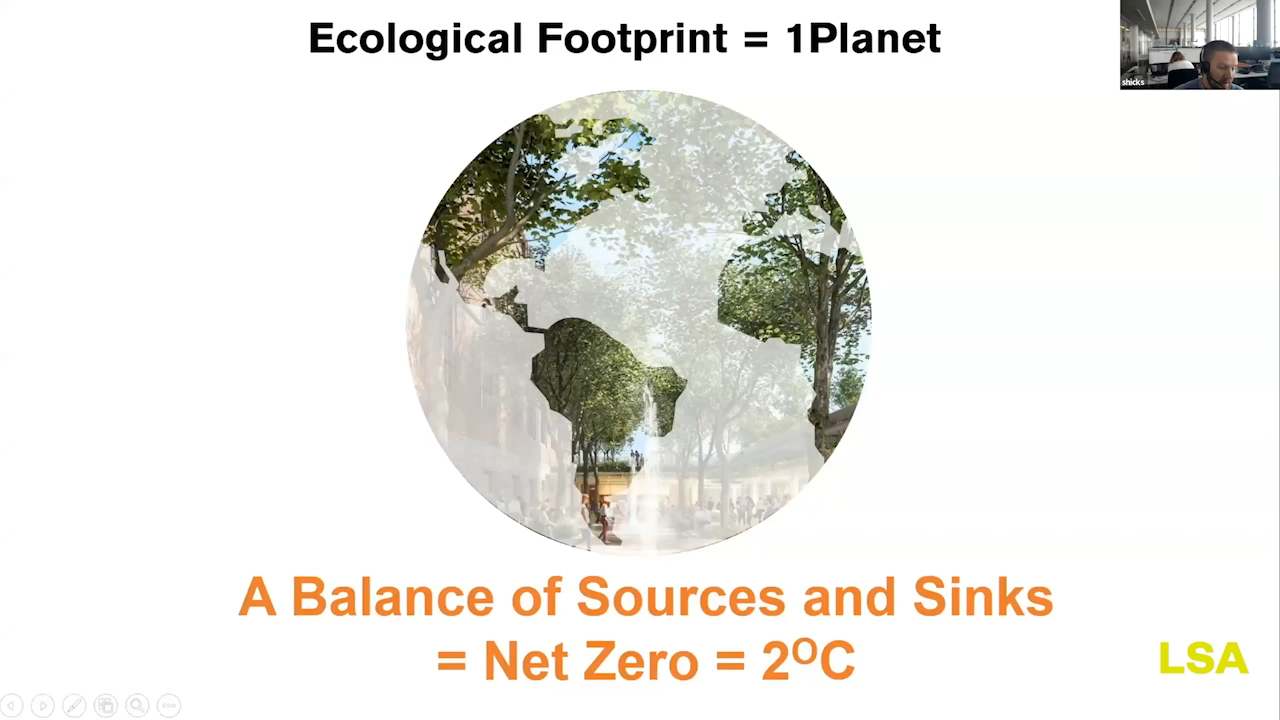 Ecological Footprint = 1Planet
shicks
A Balance of Sources and Sinks
= Net Zero = 2ᴼC
LSA